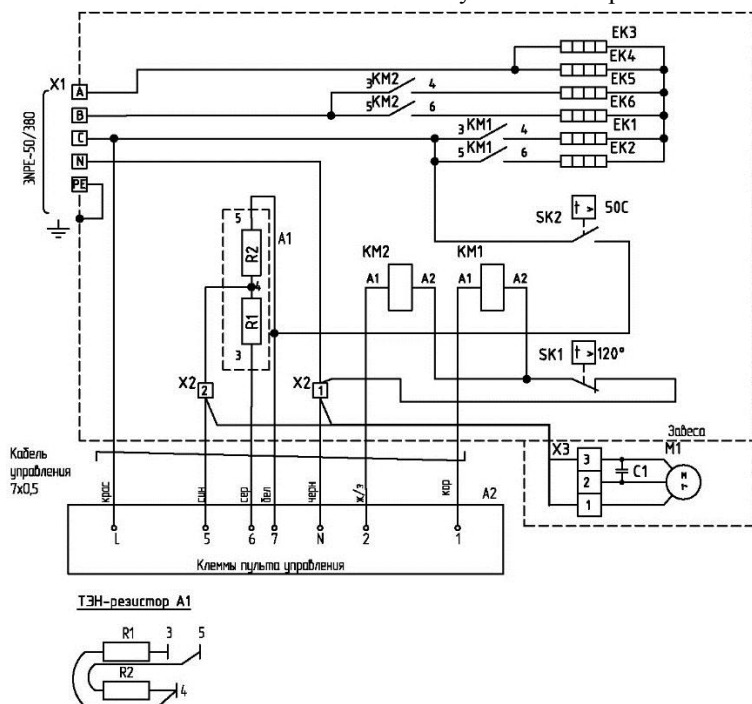 EK3
EK4
X1
A
3 KM2 4
EK5
B
5 KM2 6
EK6
C
3 KM1 4
EK1
N
5 KM1 6
EK2
PE
3NPE-50/380
t > 50С
SK2
5
A1
R2
4
R1
3
KM2
KM1
A1 A2
A1 A2
SK1 t > 120°
X2 2
X2 1
Завеса
Кабель
управления
7х0,5
X3
3
2
1
C1
M1
крас
син
сер
бел
черн
ж/з
кор
A2
L 5 6 7 N 2 1
Клеммы пульта управления
ТЭН-резистор А1
R1 3 5
R2
4